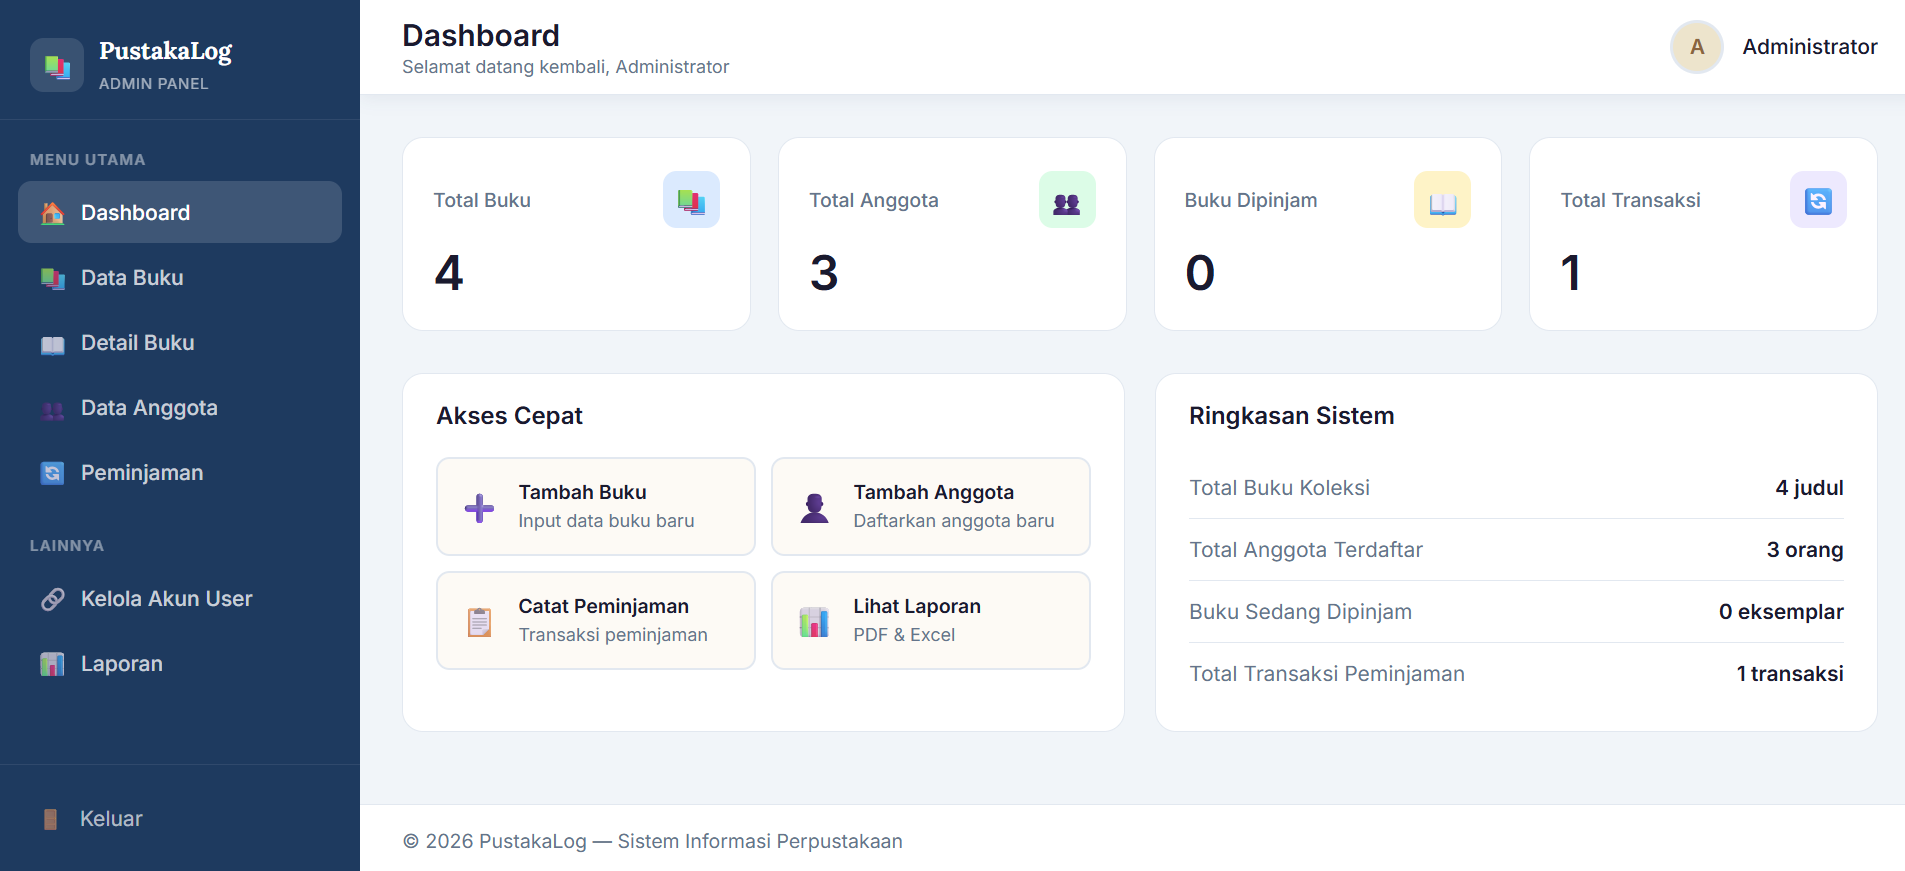 PustakaLog
ADMIN PANEL
MENU UTAMA
Dashboard
Data Buku
Detail Buku
Data Anggota
Peminjaman
LAINNYA
Kelola Akun User
Laporan
Keluar
Dashboard
Selamat datang kembali, Administrator
A
Administrator
Total Buku
4
Total Anggota
3
Buku Dipinjam
0
Total Transaksi
1
Akses Cepat
Tambah Buku
Input data buku baru
Tambah Anggota
Daftarkan anggota baru
Catat Peminjaman
Transaksi peminjaman
Lihat Laporan
PDF & Excel
Ringkasan Sistem
Total Buku Koleksi 4 judul
Total Anggota Terdaftar 3 orang
Buku Sedang Dipinjam 0 eksemplar
Total Transaksi Peminjaman 1 transaksi
© 2026 PustakaLog — Sistem Informasi Perpustakaan